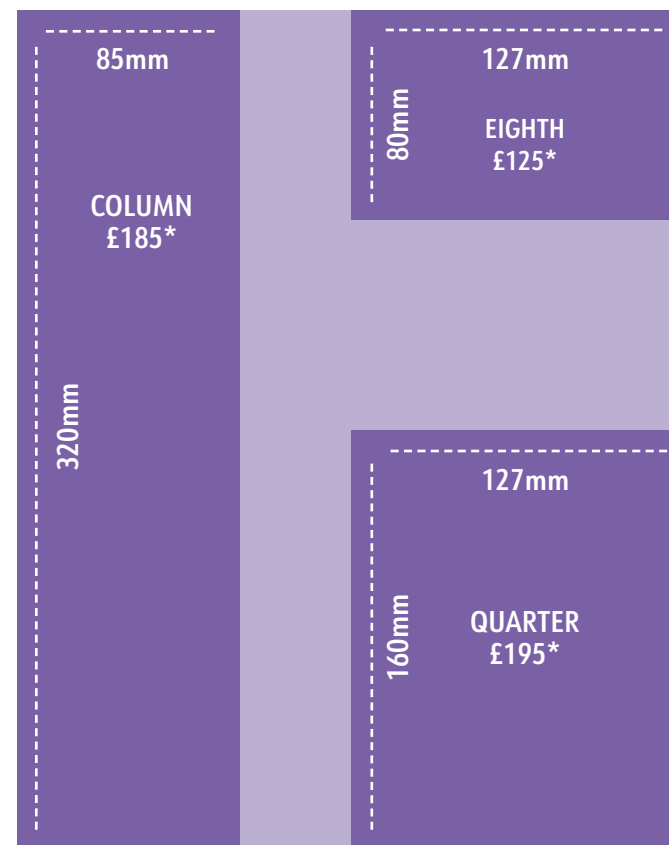 85mm
COLUMN
£185*
320mm
127mm
80mm
EIGHTH
£125*
127mm
160mm
QUARTER
£195*